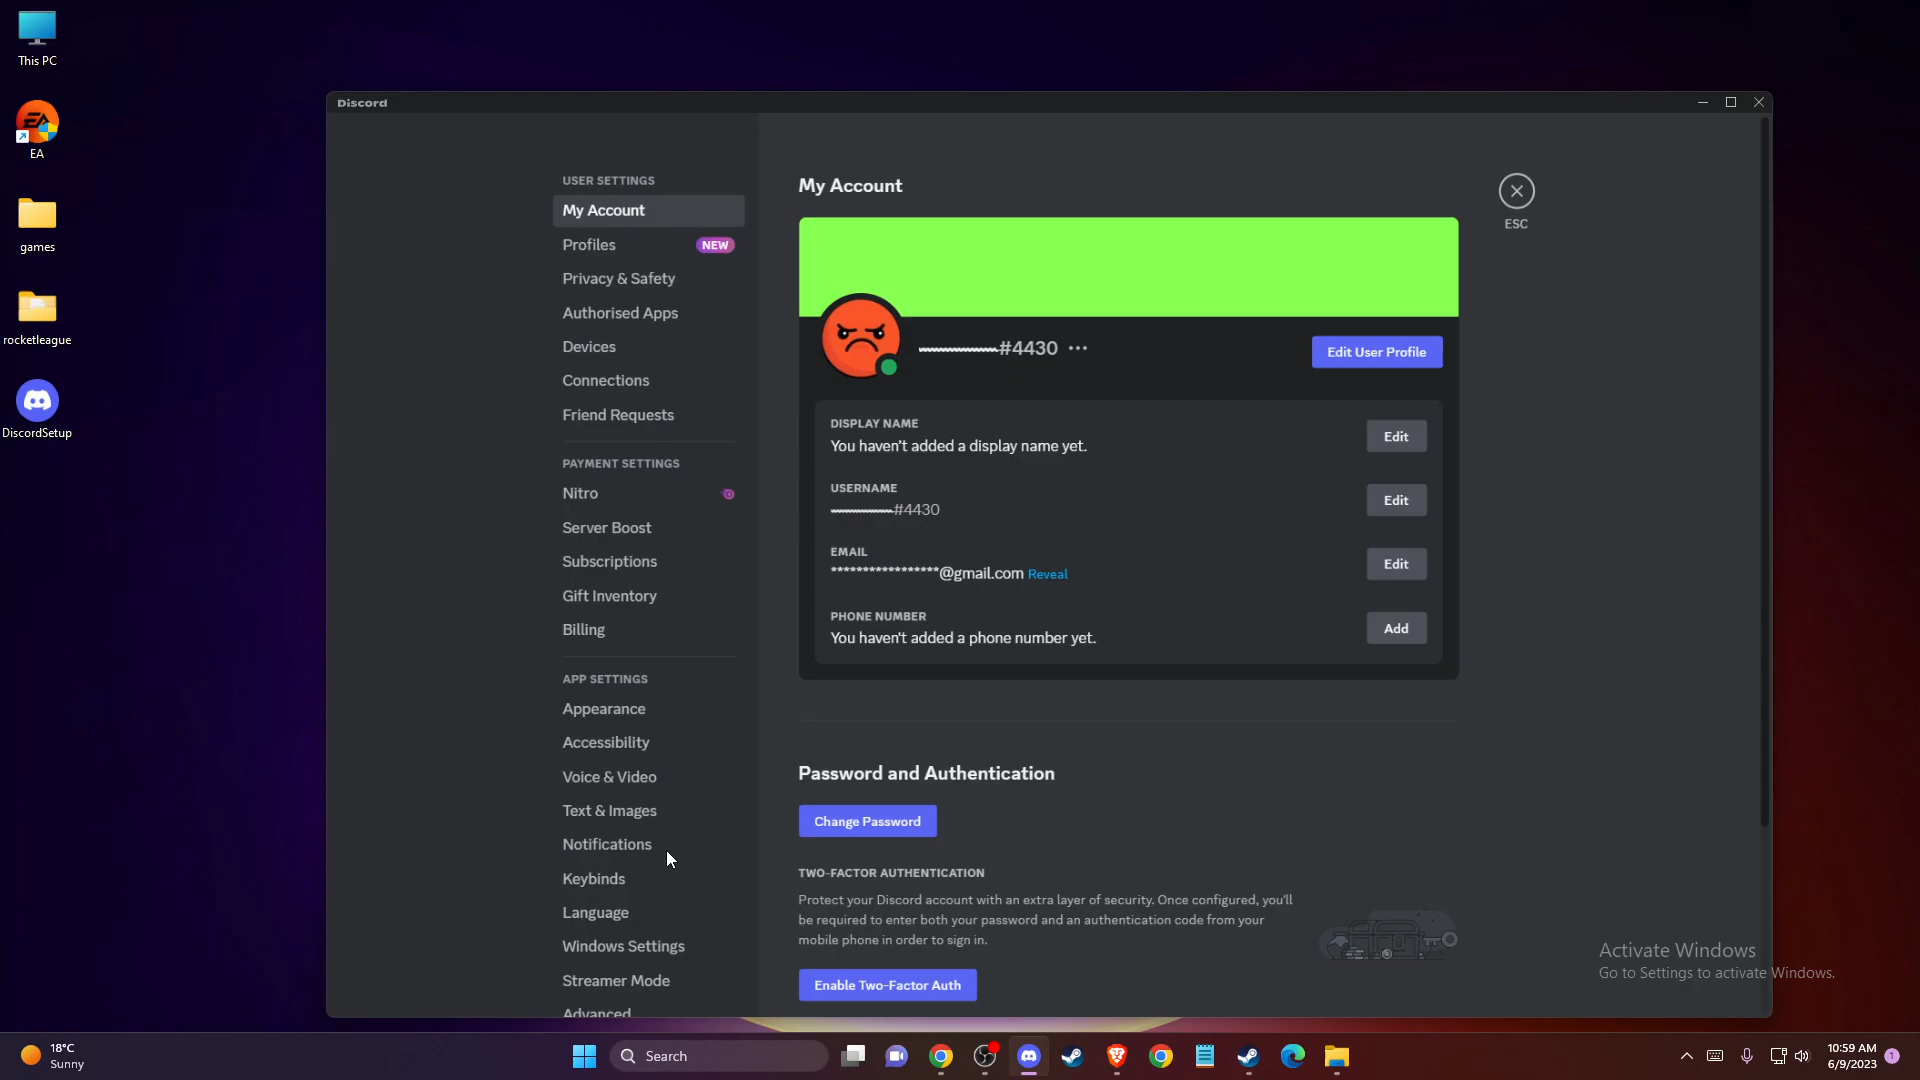 This PC
EA
games
rocketleague
DiscordSetup
Discord
USER SETTINGS
My Account
Profiles NEW
Privacy & Safety
Authorised Apps
Devices
Connections
Friend Requests
PAYMENT SETTINGS
Nitro
Server Boost
Subscriptions
Gift Inventory
Billing
APP SETTINGS
Appearance
Accessibility
Voice & Video
Text & Images
Notifications
Keybinds
Language
Windows Settings
Streamer Mode
Advanced
My Account
ESC
#4430
Edit User Profile
DISPLAY NAME
You haven't added a display name yet.
Edit
USERNAME
#4430
Edit
EMAIL
*****************@gmail.com Reveal
Edit
PHONE NUMBER
You haven't added a phone number yet.
Add
Password and Authentication
Change Password
TWO-FACTOR AUTHENTICATION
Protect your Discord account with an extra layer of security. Once configured, you'll
be required to enter both your password and an authentication code from your
mobile phone in order to sign in.
Enable Two-Factor Auth
Activate Windows
Go to Settings to activate Windows.
18°C
Sunny
Search
10:59 AM
6/9/2023
1